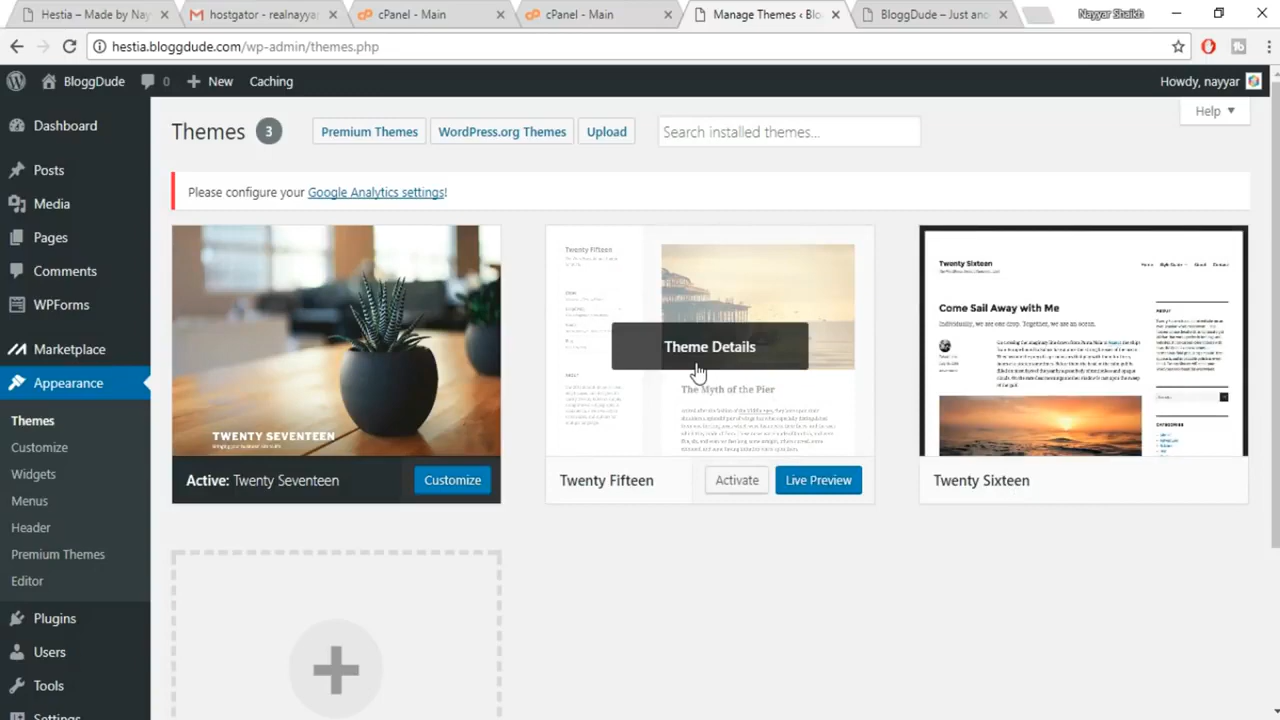 Hestia – Made by Nay
hostgator - realnayya
cPanel - Main
cPanel - Main
Manage Themes ‹ Blo
BloggDude – Just ano
Nayyar Shaikh
hestia.bloggdude.com/wp-admin/themes.php
BloggDude
0
New
Caching
Howdy, nayyar
Help
Dashboard
Posts
Media
Pages
Comments
WPForms
Marketplace
Appearance
Themes
Customize
Widgets
Menus
Header
Premium Themes
Editor
Plugins
Users
Tools
Settings
Themes 3
Premium Themes
WordPress.org Themes
Upload
Search installed themes...
Please configure your Google Analytics settings!
TWENTY SEVENTEEN
Active: Twenty Seventeen
Customize
Twenty Fifteen
Theme Details
The Myth of the Pier
Twenty Fifteen
Activate
Live Preview
Twenty Sixteen
Come Sail Away with Me
Individually, we are one drop. Together, we are an ocean.
Twenty Sixteen